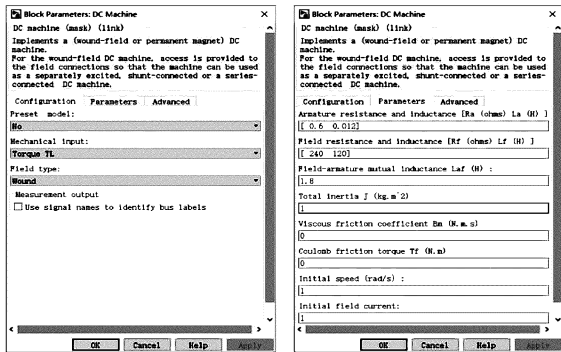 Block Parameters: DC Machine
DC machine (mask) (link)
Implements a (wound-field or permanent magnet) DC
machine.
For the wound-field DC machine, access is provided to
the field connections so that the machine can be used
as a separately excited, shunt-connected or a series-
connected DC machine.
Configuration Parameters Advanced
Preset model:
No
Mechanical input:
Torque TL
Field type:
Wound
Measurement output
Use signal names to identify bus labels
OK Cancel Help Apply
Block Parameters: DC Machine
DC machine (mask) (link)
Implements a (wound-field or permanent magnet) DC
machine.
For the wound-field DC machine, access is provided to
the field connections so that the machine can be used
as a separately excited, shunt-connected or a series-
connected DC machine.
Configuration Parameters Advanced
Armature resistance and inductance [Ra (ohms) La (H) ]
[ 0.6 0.012]
Field resistance and inductance [Rf (ohms) Lf (H) ]
[ 240 120]
Field-armature mutual inductance Laf (H) :
1.8
Total inertia J (kg.m^2)
1
Viscous friction coefficient Bm (N.m.s)
0
Coulomb friction torque Tf (N.m)
0
Initial speed (rad/s) :
1
Initial field current:
1
OK Cancel Help Apply